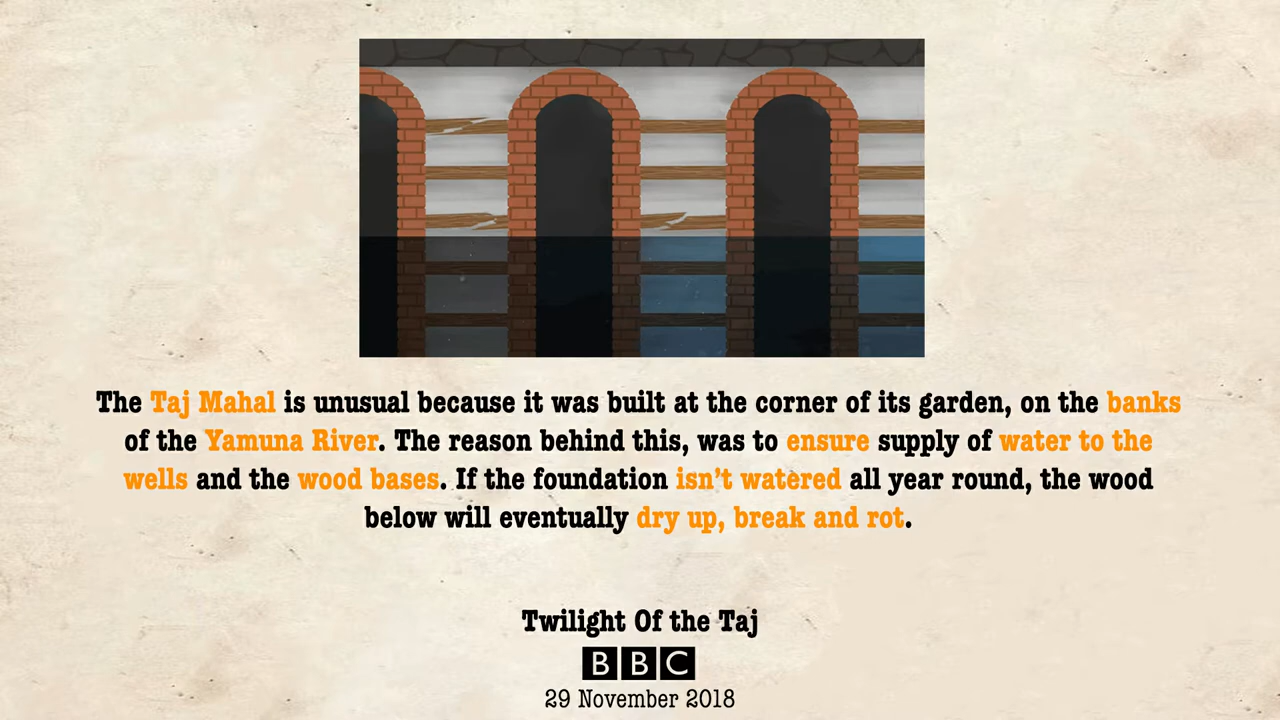 The Taj Mahal is unusual because it was built at the corner of its garden, on the banks
of the Yamuna River. The reason behind this, was to ensure supply of water to the
wells and the wood bases. If the foundation isn’t watered all year round, the wood
below will eventually dry up, break and rot.
Twilight Of the Taj
BBC
29 November 2018